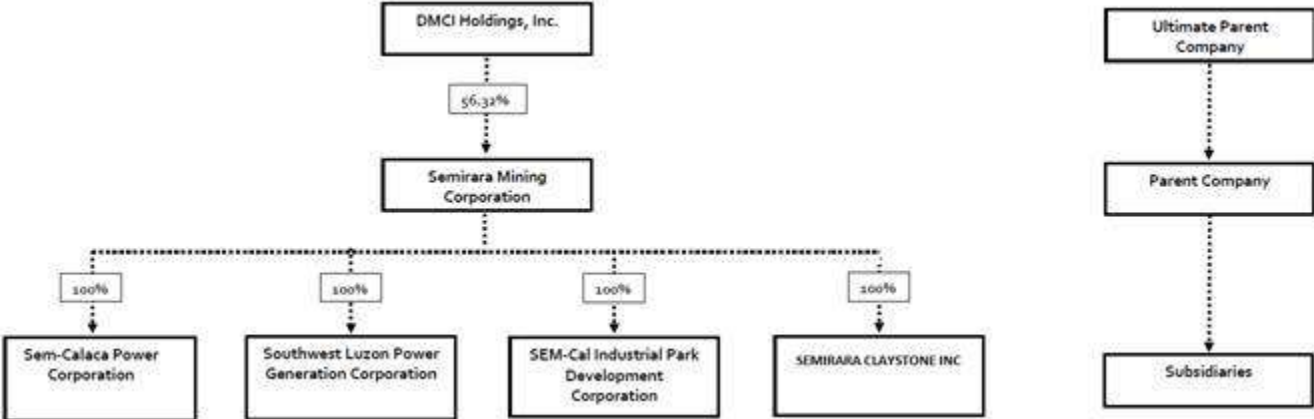 DMCI Holdings, Inc.
Ultimate Parent
Company
56.32%
Semirara Mining
Corporation
Parent Company
100%
100%
100%
100%
Sem-Calaca Power
Corporation
Southwest Luzon Power
Generation Corporation
SEM-Cal Industrial Park
Development
Corporation
SEMIRARA CLAYSTONE INC
Subsidiaries